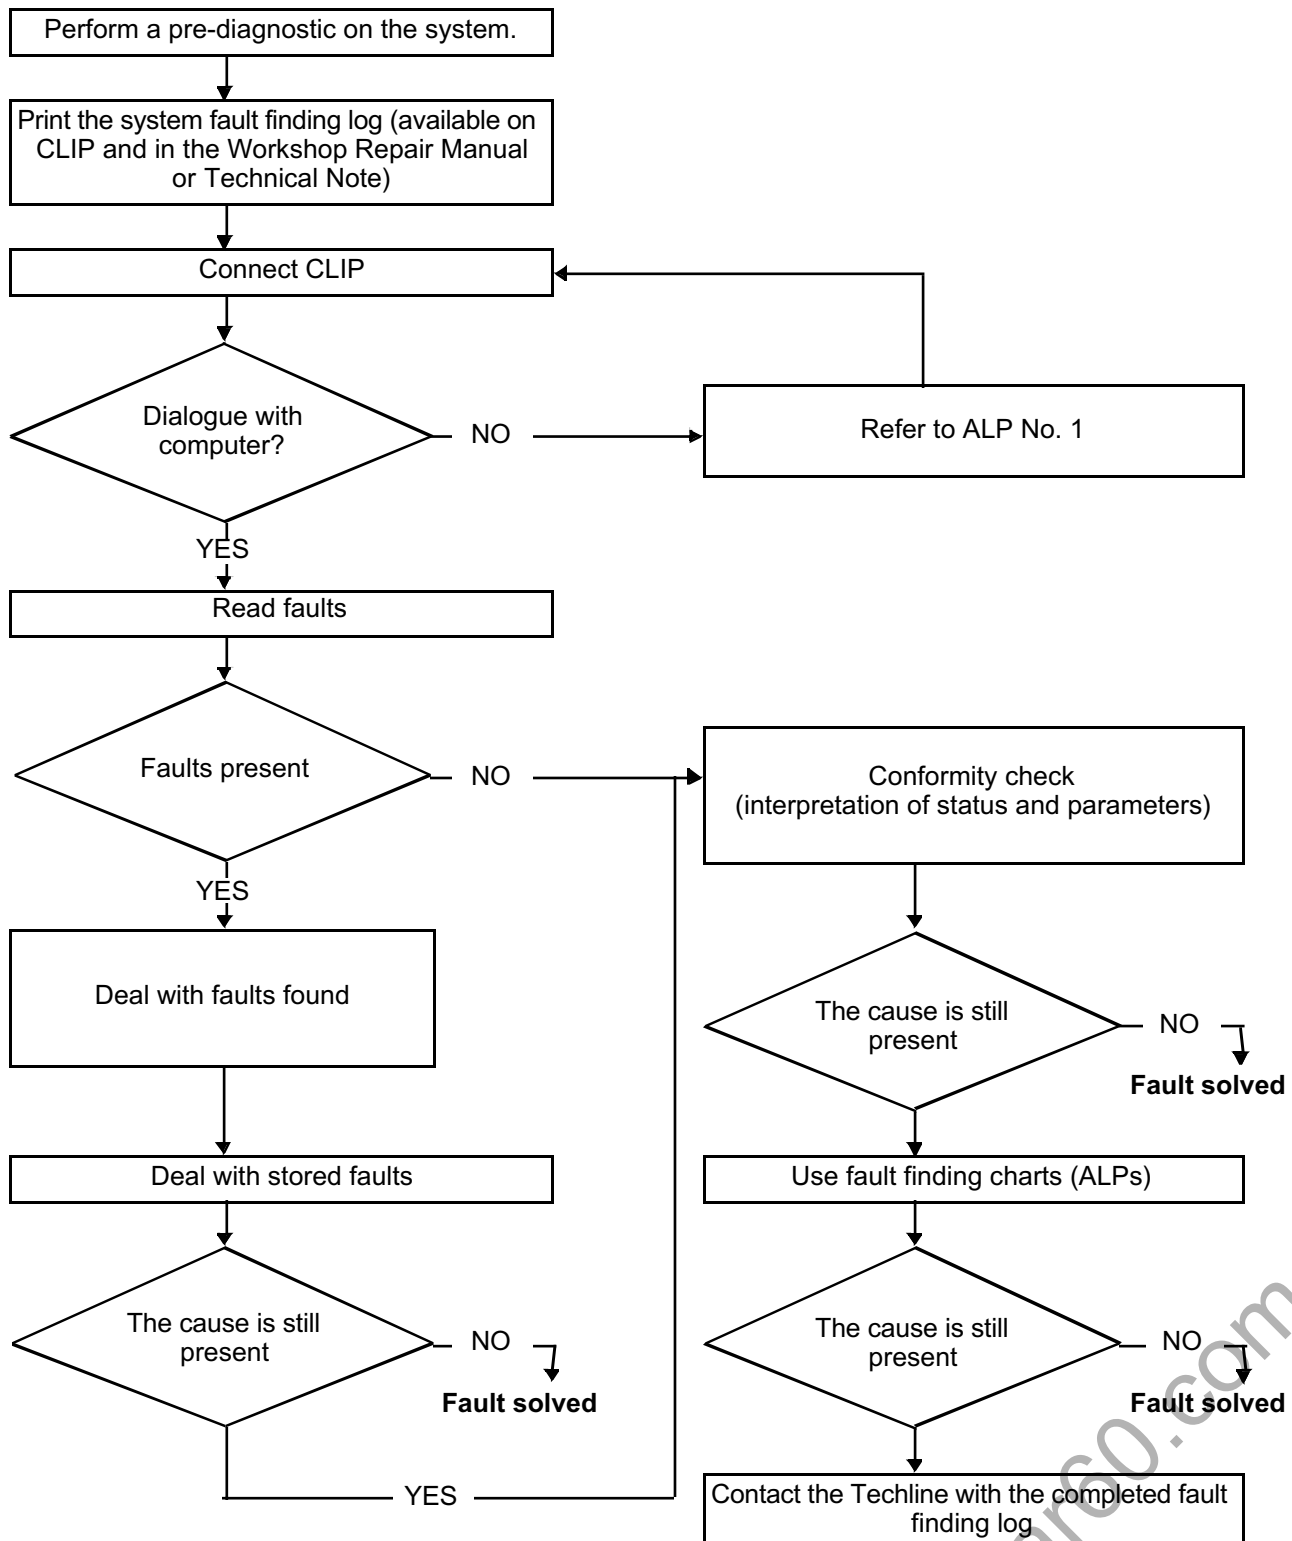 Perform a pre-diagnostic on the system.
Print the system fault finding log (available on
CLIP and in the Workshop Repair Manual
or Technical Note)
Connect CLIP
Dialogue with
computer?
NO
Refer to ALP No. 1
YES
Read faults
Faults present
NO
Conformity check
(interpretation of status and parameters)
YES
Deal with faults found
The cause is still
present
NO
Fault solved
Deal with stored faults
Use fault finding charts (ALPs)
The cause is still
present
NO
Fault solved
The cause is still
present
NO
Fault solved
YES
Contact the Techline with the completed fault
finding log